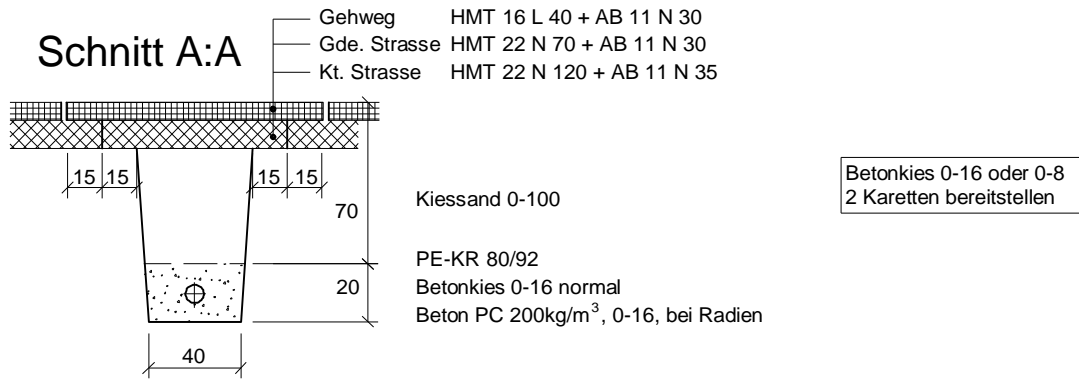 Schnitt A:A
Gehweg HMT 16 L 40 + AB 11 N 30
Gde. Strasse HMT 22 N 70 + AB 11 N 30
Kt. Strasse HMT 22 N 120 + AB 11 N 35
15 15 15 15
70
Kiessand 0-100
Betonkies 0-16 oder 0-8
2 Karetten bereitstellen
20
PE-KR 80/92
Betonkies 0-16 normal
Beton PC 200kg/m³, 0-16, bei Radien
40